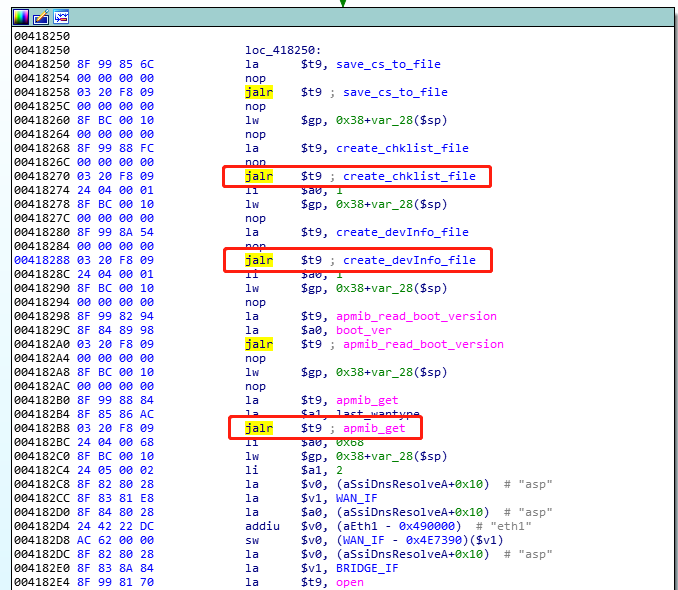 00418250
00418250 loc_418250:
00418250 8F 99 85 6C la $t9, save_cs_to_file
00418254 00 00 00 00 nop
00418258 03 20 F8 09 jalr $t9 ; save_cs_to_file
0041825C 00 00 00 00 nop
00418260 8F BC 00 10 lw $gp, 0x38+var_28($sp)
00418264 00 00 00 00 nop
00418268 8F 99 88 FC la $t9, create_chklist_file
0041826C 00 00 00 00 nop
00418270 03 20 F8 09 jalr $t9 ; create_chklist_file
00418274 24 04 00 01 li $a0, 1
00418278 8F BC 00 10 lw $gp, 0x38+var_28($sp)
0041827C 00 00 00 00 nop
00418280 8F 99 8A 54 la $t9, create_devInfo_file
00418284 00 00 00 00 nop
00418288 03 20 F8 09 jalr $t9 ; create_devInfo_file
0041828C 24 04 00 01 li $a0, 1
00418290 8F BC 00 10 lw $gp, 0x38+var_28($sp)
00418294 00 00 00 00 nop
00418298 8F 99 82 94 la $t9, apmib_read_boot_version
0041829C 8F 84 89 98 la $a0, boot_ver
004182A0 03 20 F8 09 jalr $t9 ; apmib_read_boot_version
004182A4 00 00 00 00 nop
004182A8 8F BC 00 10 lw $gp, 0x38+var_28($sp)
004182AC 00 00 00 00 nop
004182B0 8F 99 88 84 la $t9, apmib_get
004182B4 8F 85 86 AC la $a1, last_wantype
004182B8 03 20 F8 09 jalr $t9 ; apmib_get
004182BC 24 04 00 68 li $a0, 0x68
004182C0 8F BC 00 10 lw $gp, 0x38+var_28($sp)
004182C4 24 05 00 02 li $a1, 2
004182C8 8F 82 80 28 la $v0, (aSsiDnsResolveA+0x10) # "asp"
004182CC 8F 83 81 E8 la $v1, WAN_IF
004182D0 8F 84 80 28 la $a0, (aSsiDnsResolveA+0x10) # "asp"
004182D4 24 42 22 DC addiu $v0, (aEth1 - 0x490000) # "eth1"
004182D8 AC 62 00 00 sw $v0, (WAN_IF - 0x4E7390)($v1)
004182DC 8F 82 80 28 la $v0, (aSsiDnsResolveA+0x10) # "asp"
004182E0 8F 83 8A 84 la $v1, BRIDGE_IF
004182E4 8F 99 81 70 la $t9, open